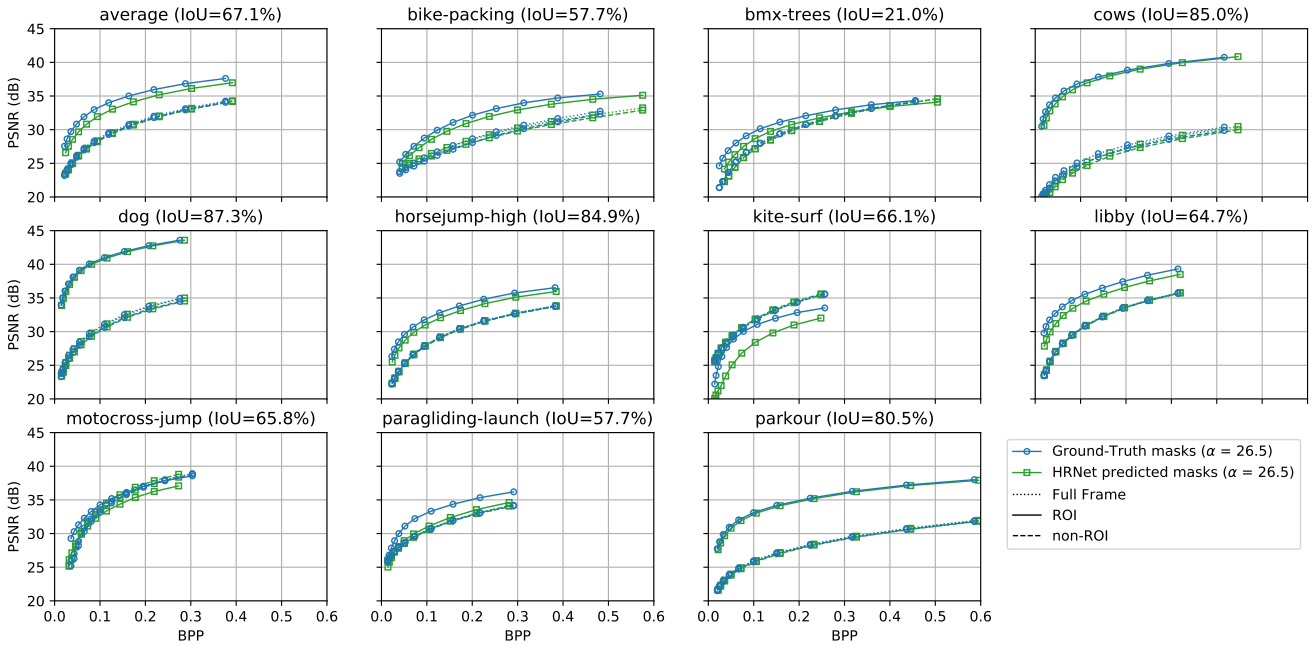 average (IoU=67.1%)
bike-packing (IoU=57.7%)
bmx-trees (IoU=21.0%)
cows (IoU=85.0%)
45
40
35
30
25
20
PSNR (dB)
dog (IoU=87.3%)
horsejump-high (IoU=84.9%)
kite-surf (IoU=66.1%)
libby (IoU=64.7%)
45
40
35
30
25
20
PSNR (dB)
motocross-jump (IoU=65.8%)
paragliding-launch (IoU=57.7%)
parkour (IoU=80.5%)
45
40
35
30
25
20
PSNR (dB)
0.0 0.1 0.2 0.3 0.4 0.5 0.6
BPP
0.0 0.1 0.2 0.3 0.4 0.5 0.6
BPP
0.0 0.1 0.2 0.3 0.4 0.5 0.6
BPP
Ground-Truth masks (α = 26.5)
HRNet predicted masks (α = 26.5)
Full Frame
ROI
non-ROI